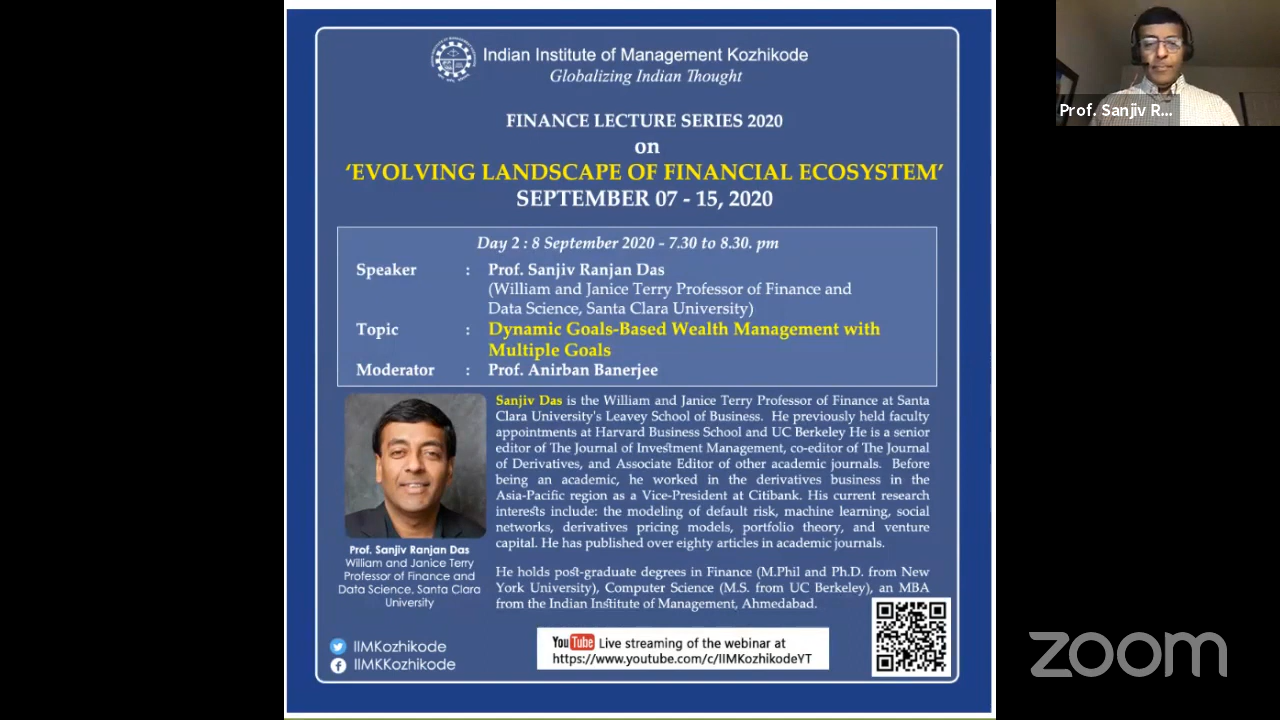 Indian Institute of Management Kozhikode
Globalizing Indian Thought
FINANCE LECTURE SERIES 2020
on
‘EVOLVING LANDSCAPE OF FINANCIAL ECOSYSTEM’
SEPTEMBER 07 - 15, 2020
Day 2 : 8 September 2020 - 7.30 to 8.30. pm
Speaker : Prof. Sanjiv Ranjan Das
(William and Janice Terry Professor of Finance and
Data Science, Santa Clara University)
Topic : Dynamic Goals-Based Wealth Management with
Multiple Goals
Moderator : Prof. Anirban Banerjee
Sanjiv Das is the William and Janice Terry Professor of Finance at Santa
Clara University's Leavey School of Business. He previously held faculty
appointments at Harvard Business School and UC Berkeley He is a senior
editor of The Journal of Investment Management, co-editor of The Journal
of Derivatives, and Associate Editor of other academic journals. Before
being an academic, he worked in the derivatives business in the
Asia-Pacific region as a Vice-President at Citibank. His current research
interests include: the modeling of default risk, machine learning, social
networks, derivatives pricing models, portfolio theory, and venture
capital. He has published over eighty articles in academic journals.
He holds post-graduate degrees in Finance (M.Phil and Ph.D. from New
York University), Computer Science (M.S. from UC Berkeley), an MBA
from the Indian Institute of Management, Ahmedabad.
Prof. Sanjiv Ranjan Das
William and Janice Terry
Professor of Finance and
Data Science, Santa Clara
University
IIMKozhikode
IIMKKozhikode
YouTube Live streaming of the webinar at
https://www.youtube.com/c/IIMKozhikodeYT
Prof. Sanjiv R...
zoom